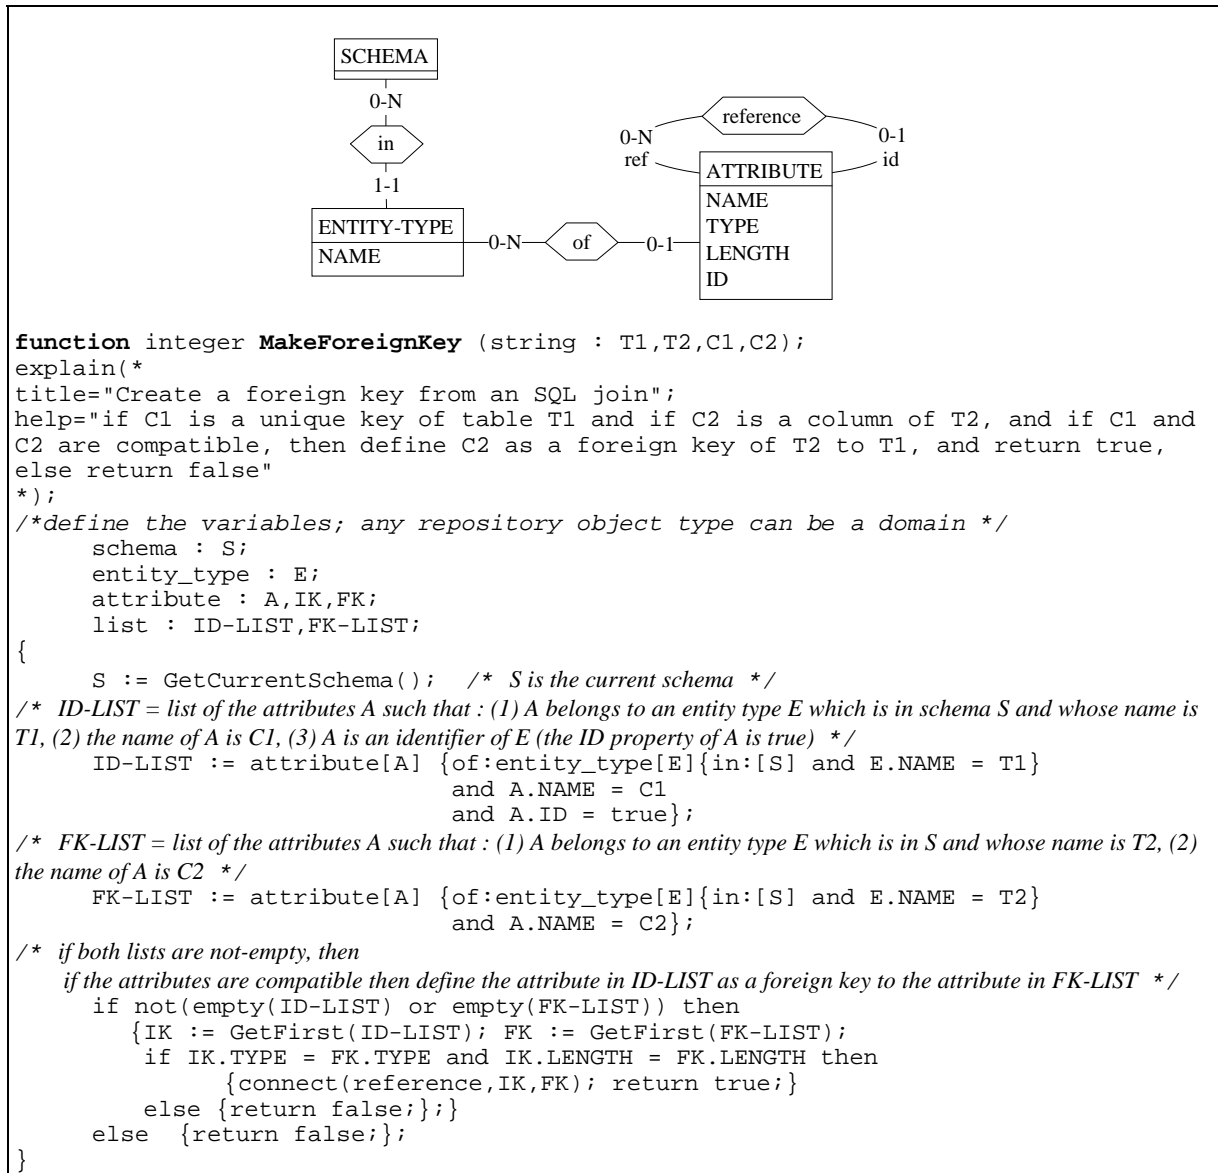 SCHEMA
0-N
in
1-1
ENTITY-TYPE
NAME
0-N
of
0-1
reference
0-N
ref
0-1
id
ATTRIBUTE
NAME
TYPE
LENGTH
ID
function integer MakeForeignKey (string : T1,T2,C1,C2);
explain(*
title="Create a foreign key from an SQL join";
help="if C1 is a unique key of table T1 and if C2 is a column of T2, and if C1 and
C2 are compatible, then define C2 as a foreign key of T2 to T1, and return true,
else return false"
*);
/*define the variables; any repository object type can be a domain */
schema : S;
entity_type : E;
attribute : A,IK,FK;
list : ID-LIST,FK-LIST;
{
S := GetCurrentSchema(); /* S is the current schema */
/* ID-LIST = list of the attributes A such that : (1) A belongs to an entity type E which is in schema S and whose name is
T1, (2) the name of A is C1, (3) A is an identifier of E (the ID property of A is true) */
ID-LIST := attribute[A] {of:entity_type[E]{in:[S] and E.NAME = T1}
and A.NAME = C1
and A.ID = true};
/* FK-LIST = list of the attributes A such that : (1) A belongs to an entity type E which is in S and whose name is T2, (2)
the name of A is C2 */
FK-LIST := attribute[A] {of:entity_type[E]{in:[S] and E.NAME = T2}
and A.NAME = C2};
/* if both lists are not-empty, then
if the attributes are compatible then define the attribute in ID-LIST as a foreign key to the attribute in FK-LIST */
if not(empty(ID-LIST) or empty(FK-LIST)) then
{IK := GetFirst(ID-LIST); FK := GetFirst(FK-LIST);
if IK.TYPE = FK.TYPE and IK.LENGTH = FK.LENGTH then
{connect(reference,IK,FK); return true;}
else {return false;};}
else {return false;};
}